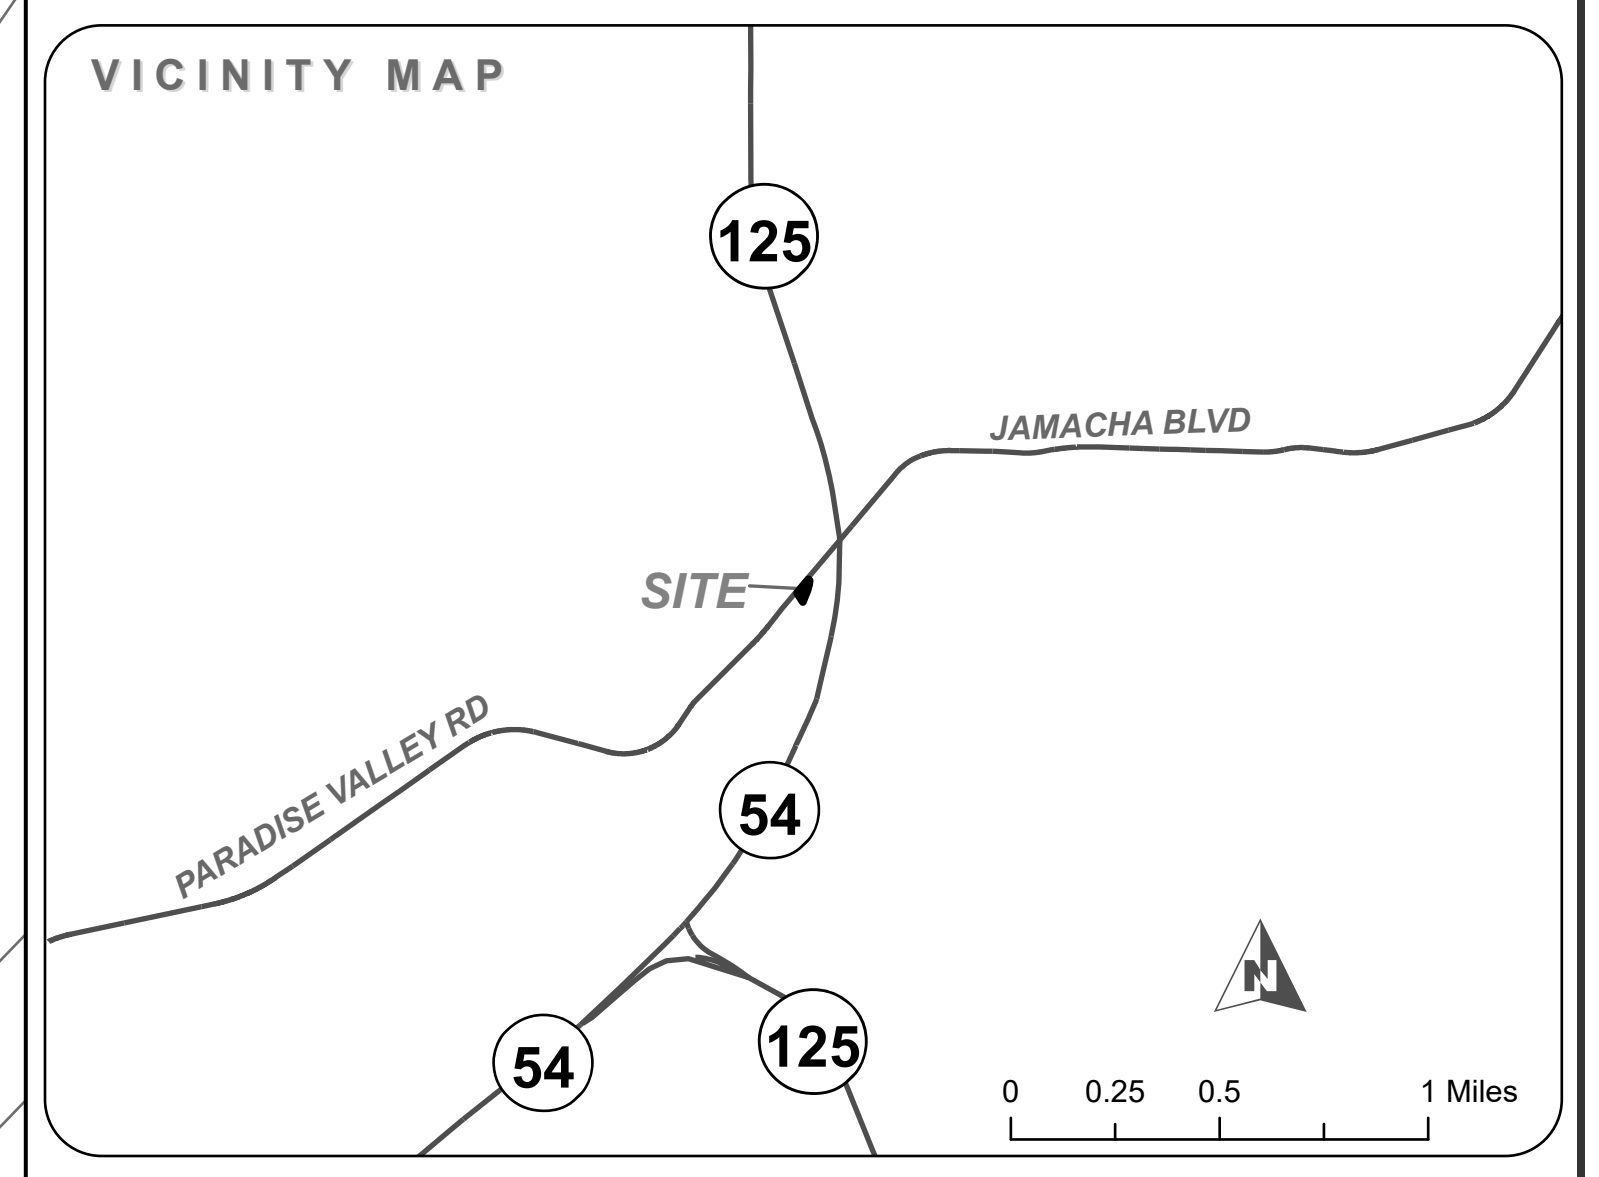 VICINITY MAP
125
JAMACHA BLVD
SITE
PARADISE VALLEY RD
54
N
125
54
0 0.25 0.5 1 Miles